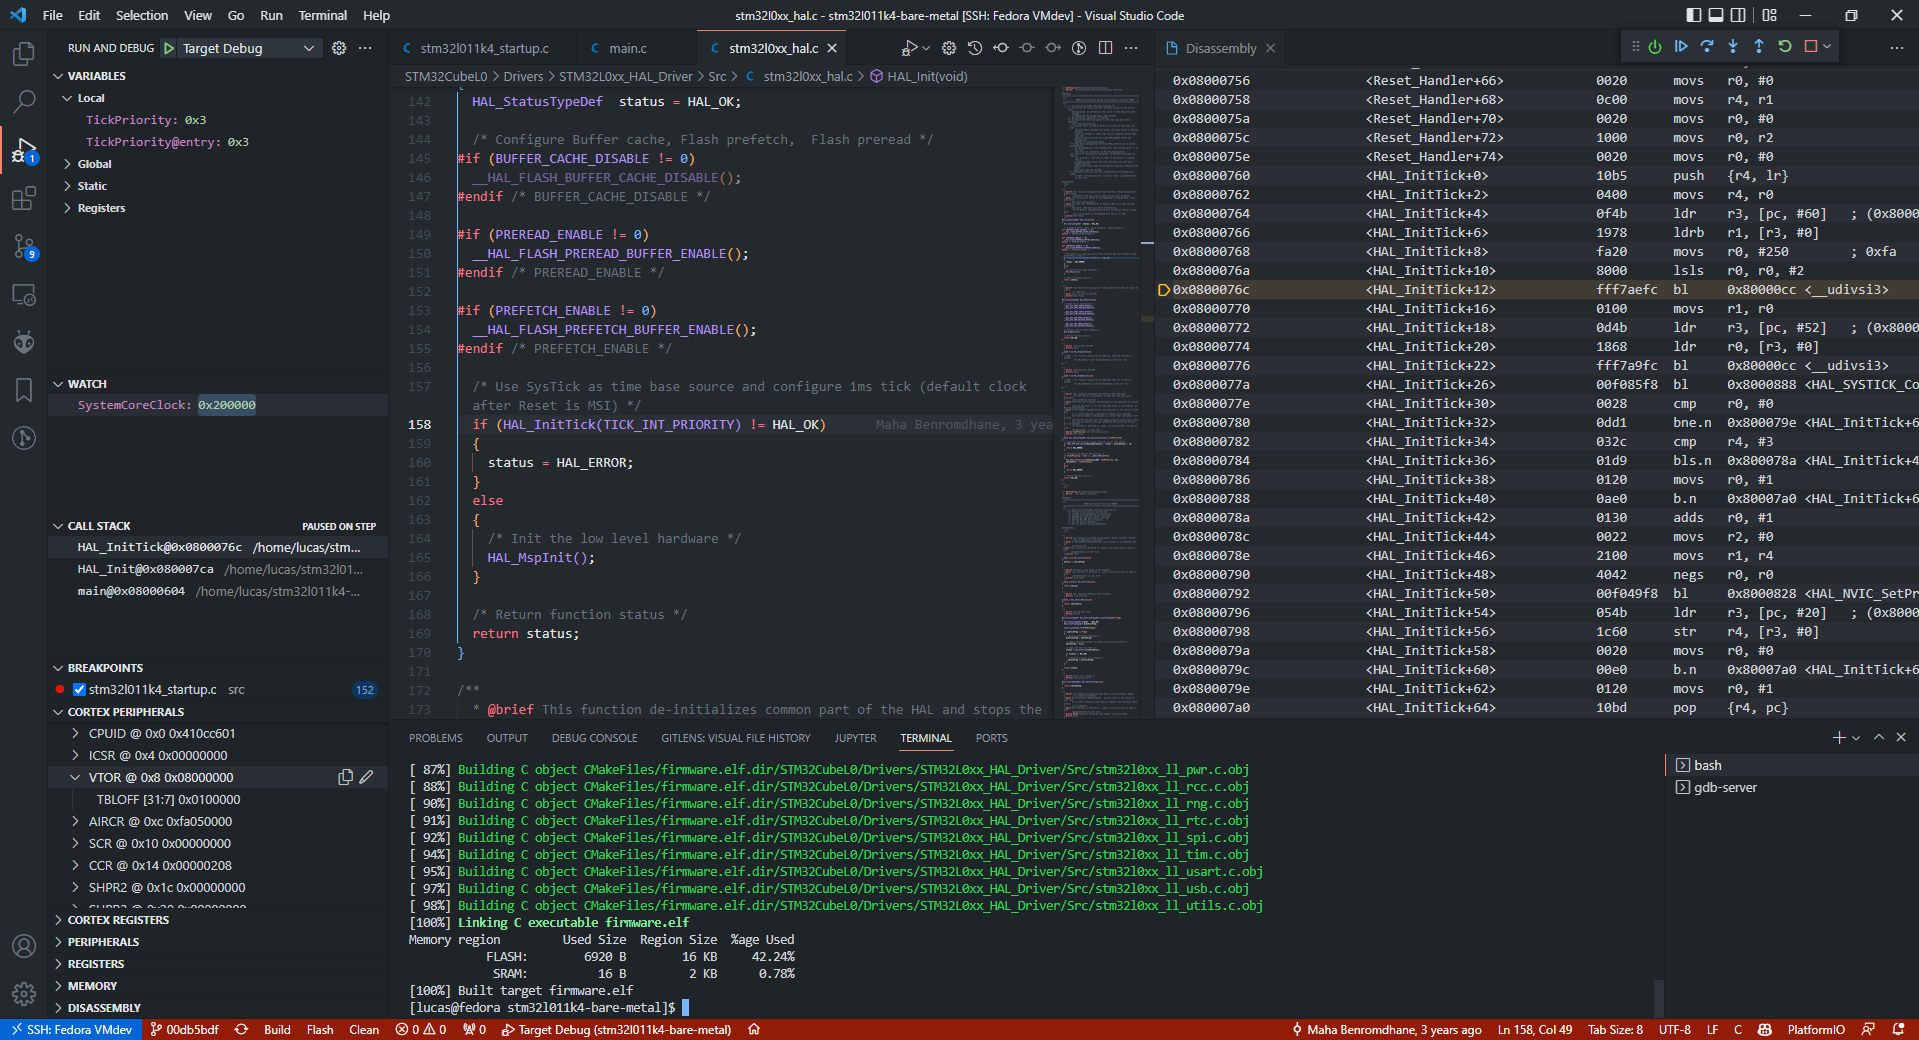 File Edit Selection View Go Run Terminal Help
stm32l0xx_hal.c - stm32l011k4-bare-metal [SSH: Fedora VMdev] - Visual Studio Code
RUN AND DEBUG Target Debug
VARIABLES
Local
TickPriority: 0x3
TickPriority@entry: 0x3
Global
Static
Registers
WATCH
SystemCoreClock: 0x200000
CALL STACK PAUSED ON STEP
HAL_InitTick@0x0800076c /home/lucas/stm...
HAL_Init@0x080007ca /home/lucas/stm32l01...
main@0x08000604 /home/lucas/stm32l011k4-...
BREAKPOINTS
stm32l011k4_startup.c src 152
CORTEX PERIPHERALS
CPUID @ 0x0 0x410cc601
ICSR @ 0x4 0x00000000
VTOR @ 0x8 0x08000000
TBLOFF [31:7] 0x0100000
AIRCR @ 0xc 0xfa050000
SCR @ 0x10 0x00000000
CCR @ 0x14 0x00000208
SHPR2 @ 0x1c 0x00000000
CORTEX REGISTERS
PERIPHERALS
REGISTERS
MEMORY
DISASSEMBLY
1
9
stm32l011k4_startup.c
main.c
stm32l0xx_hal.c
STM32CubeL0 > Drivers > STM32L0xx_HAL_Driver > Src > stm32l0xx_hal.c > HAL_Init(void)
142 HAL_StatusTypeDef status = HAL_OK;
143
144 /* Configure Buffer cache, Flash prefetch, Flash preread */
145 #if (BUFFER_CACHE_DISABLE != 0)
146 __HAL_FLASH_BUFFER_CACHE_DISABLE();
147 #endif /* BUFFER_CACHE_DISABLE */
148
149 #if (PREREAD_ENABLE != 0)
150 __HAL_FLASH_PREREAD_BUFFER_ENABLE();
151 #endif /* PREREAD_ENABLE */
152
153 #if (PREFETCH_ENABLE != 0)
154 __HAL_FLASH_PREFETCH_BUFFER_ENABLE();
155 #endif /* PREFETCH_ENABLE */
156
157 /* Use SysTick as time base source and configure 1ms tick (default clock
after Reset is MSI) */
158 if (HAL_InitTick(TICK_INT_PRIORITY) != HAL_OK) Maha Benromdhane, 3 yea
159 {
160 status = HAL_ERROR;
161 }
162 else
163 {
164 /* Init the low level hardware */
165 HAL_MspInit();
166 }
167
168 /* Return function status */
169 return status;
170 }
171
172 /**
173 * @brief This function de-initializes common part of the HAL and stops the
Disassembly
0x08000756 <Reset_Handler+66> 0020 movs r0, #0
0x08000758 <Reset_Handler+68> 0c00 movs r4, r1
0x0800075a <Reset_Handler+70> 0020 movs r0, #0
0x0800075c <Reset_Handler+72> 1000 movs r0, r2
0x0800075e <Reset_Handler+74> 0020 movs r0, #0
0x08000760 <HAL_InitTick+0> 10b5 push {r4, lr}
0x08000762 <HAL_InitTick+2> 0400 movs r4, r0
0x08000764 <HAL_InitTick+4> 0f4b ldr r3, [pc, #60] ; (0x8000
0x08000766 <HAL_InitTick+6> 1978 ldrb r1, [r3, #0]
0x08000768 <HAL_InitTick+8> fa20 movs r0, #250 ; 0xfa
0x0800076a <HAL_InitTick+10> 8000 lsls r0, r0, #2
0x0800076c <HAL_InitTick+12> fff7aefc bl 0x80000cc <__udivsi3>
0x08000770 <HAL_InitTick+16> 0100 movs r1, r0
0x08000772 <HAL_InitTick+18> 0d4b ldr r3, [pc, #52] ; (0x8000
0x08000774 <HAL_InitTick+20> 1868 ldr r0, [r3, #0]
0x08000776 <HAL_InitTick+22> fff7a9fc bl 0x80000cc <__udivsi3>
0x0800077a <HAL_InitTick+26> 00f085f8 bl 0x8000888 <HAL_SYSTICK_Co
0x0800077e <HAL_InitTick+30> 0028 cmp r0, #0
0x08000780 <HAL_InitTick+32> 0dd1 bne.n 0x800079e <HAL_InitTick+6
0x08000782 <HAL_InitTick+34> 032c cmp r4, #3
0x08000784 <HAL_InitTick+36> 01d9 bls.n 0x800078a <HAL_InitTick+4
0x08000786 <HAL_InitTick+38> 0120 movs r0, #1
0x08000788 <HAL_InitTick+40> 0ae0 b.n 0x80007a0 <HAL_InitTick+6
0x0800078a <HAL_InitTick+42> 0130 adds r0, #1
0x0800078c <HAL_InitTick+44> 0022 movs r2, #0
0x0800078e <HAL_InitTick+46> 2100 movs r1, r4
0x08000790 <HAL_InitTick+48> 4042 negs r0, r0
0x08000792 <HAL_InitTick+50> 00f049f8 bl 0x8000828 <HAL_NVIC_SetPr
0x08000796 <HAL_InitTick+54> 054b ldr r3, [pc, #20] ; (0x8000
0x08000798 <HAL_InitTick+56> 1c60 str r4, [r3, #0]
0x0800079a <HAL_InitTick+58> 0020 movs r0, #0
0x0800079c <HAL_InitTick+60> 00e0 b.n 0x80007a0 <HAL_InitTick+6
0x0800079e <HAL_InitTick+62> 0120 movs r0, #1
0x080007a0 <HAL_InitTick+64> 10bd pop {r4, pc}
PROBLEMS OUTPUT DEBUG CONSOLE GITLENS: VISUAL FILE HISTORY JUPYTER TERMINAL PORTS
[ 87%] Building C object CMakeFiles/firmware.elf.dir/STM32CubeL0/Drivers/STM32L0xx_HAL_Driver/Src/stm32l0xx_ll_pwr.c.obj
[ 88%] Building C object CMakeFiles/firmware.elf.dir/STM32CubeL0/Drivers/STM32L0xx_HAL_Driver/Src/stm32l0xx_ll_rcc.c.obj
[ 90%] Building C object CMakeFiles/firmware.elf.dir/STM32CubeL0/Drivers/STM32L0xx_HAL_Driver/Src/stm32l0xx_ll_rng.c.obj
[ 91%] Building C object CMakeFiles/firmware.elf.dir/STM32CubeL0/Drivers/STM32L0xx_HAL_Driver/Src/stm32l0xx_ll_rtc.c.obj
[ 92%] Building C object CMakeFiles/firmware.elf.dir/STM32CubeL0/Drivers/STM32L0xx_HAL_Driver/Src/stm32l0xx_ll_spi.c.obj
[ 94%] Building C object CMakeFiles/firmware.elf.dir/STM32CubeL0/Drivers/STM32L0xx_HAL_Driver/Src/stm32l0xx_ll_tim.c.obj
[ 95%] Building C object CMakeFiles/firmware.elf.dir/STM32CubeL0/Drivers/STM32L0xx_HAL_Driver/Src/stm32l0xx_ll_usart.c.obj
[ 97%] Building C object CMakeFiles/firmware.elf.dir/STM32CubeL0/Drivers/STM32L0xx_HAL_Driver/Src/stm32l0xx_ll_usb.c.obj
[ 98%] Building C object CMakeFiles/firmware.elf.dir/STM32CubeL0/Drivers/STM32L0xx_HAL_Driver/Src/stm32l0xx_ll_utils.c.obj
[100%] Linking C executable firmware.elf
Memory region Used Size Region Size %age Used
FLASH: 6920 B 16 KB 42.24%
SRAM: 16 B 2 KB 0.78%
[100%] Built target firmware.elf
[lucas@fedora stm32l011k4-bare-metal]$
bash
gdb-server
SSH: Fedora VMdev 00db5bdf Build Flash Clean 0 0 0 Target Debug (stm32l011k4-bare-metal)
Maha Benromdhane, 3 years ago Ln 158, Col 49 Tab Size: 8 UTF-8 LF C PlatformIO